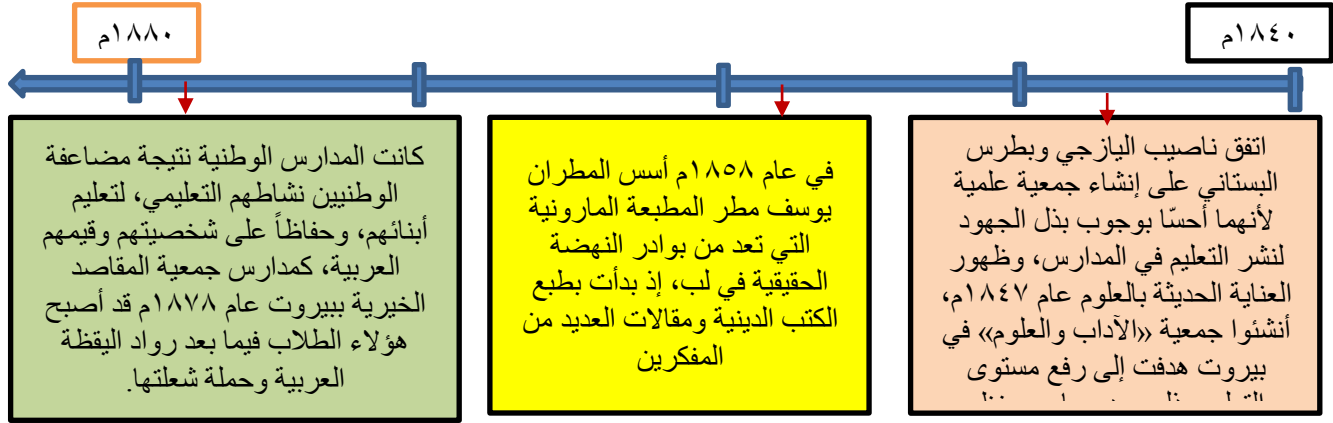 ١٨٤٠م
١٨٨٠م
اتفق ناصيب اليازجي وبطرس
البستاني على إنشاء جمعية علمية
لأنهما أحسّا بوجوب بذل الجهود
لنشر التعليم في المدارس، وظهور
العناية الحديثة بالعلوم عام ١٨٤٧م،
أنشئوا جمعية «الآداب والعلوم» في
بيروت هدفت إلى رفع مستوى
في عام ١٨٥٨م أسس المطران
يوسف مطر المطبعة المارونية
التي تعد من بوادر النهضة
الحقيقية في لب، إذ بدأت بطبع
الكتب الدينية ومقالات العديد من
المفكرين
كانت المدارس الوطنية نتيجة مضاعفة
الوطنيين نشاطهم التعليمي، لتعليم
أبنائهم، وحفاظاً على شخصيتهم وقيمهم
العربية، كمدارس جمعية المقاصد
الخيرية ببيروت عام ١٨٧٨م قد أصبح
هؤلاء الطلاب فيما بعد رواد اليقظة
العربية وحملة شعلتها.